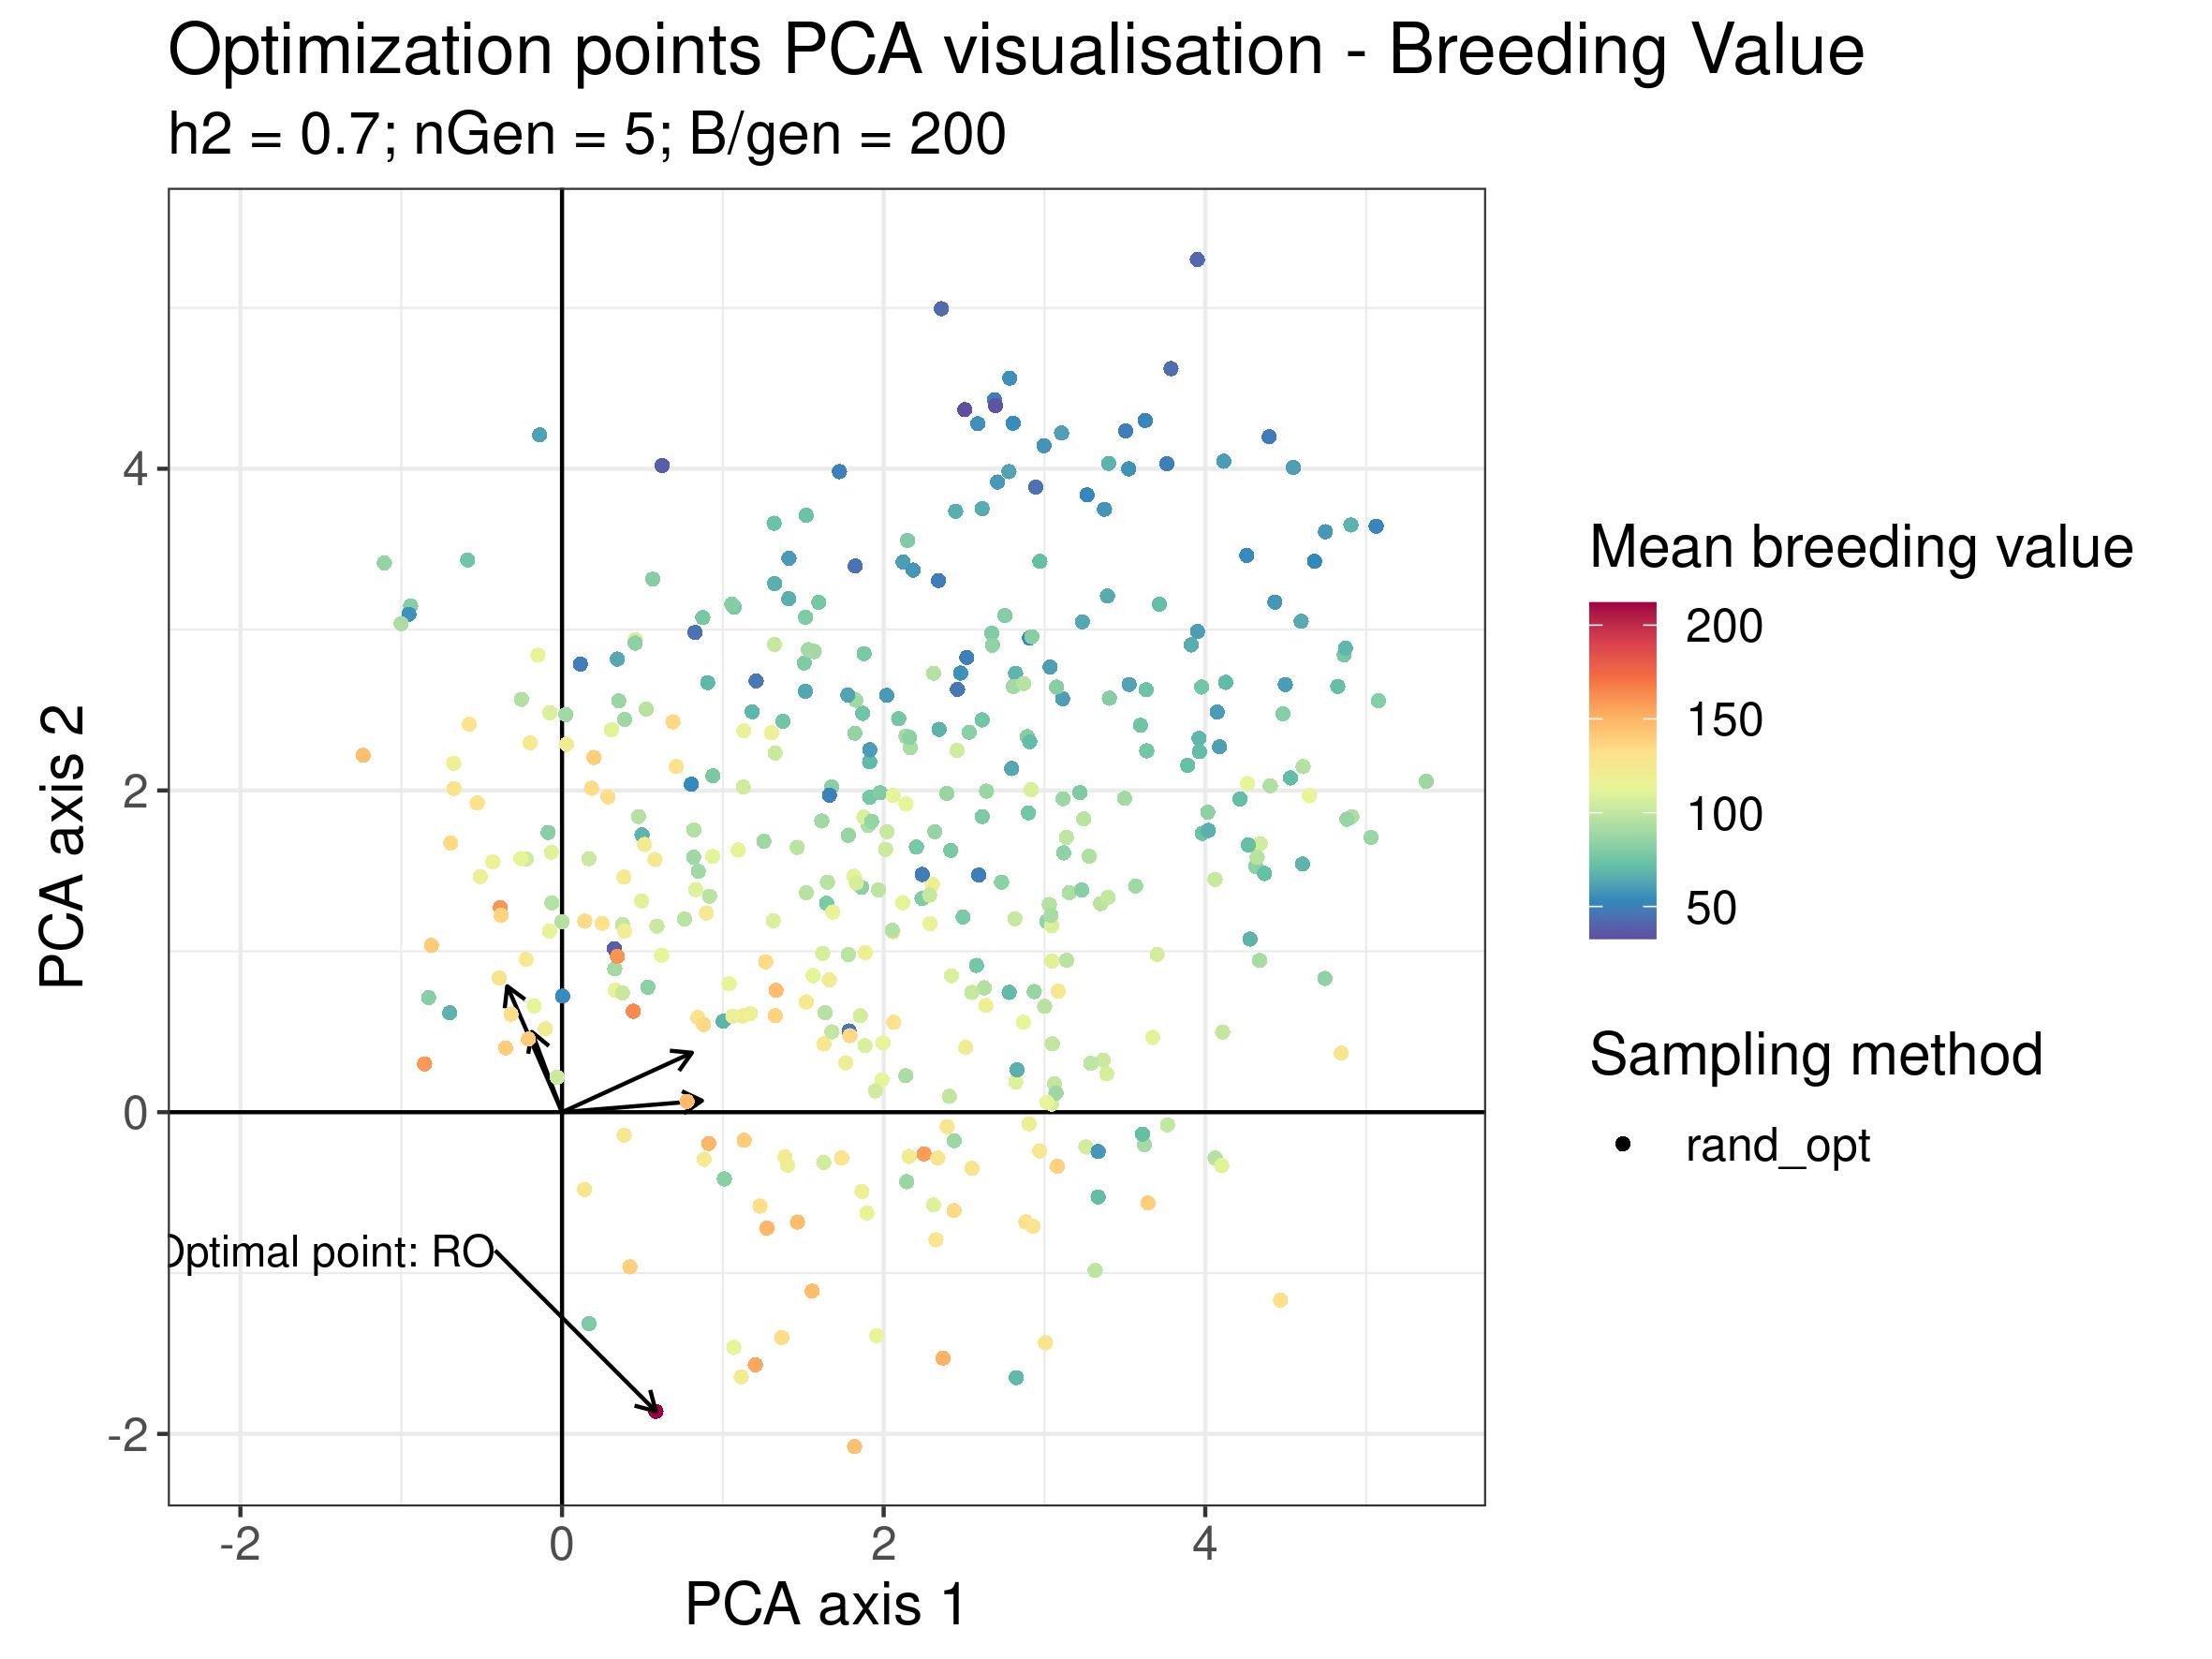 Optimization points PCA visualisation - Breeding Value
h2 = 0.7; nGen = 5; B/gen = 200
PCA axis 2
4
2
0
-2
Optimal point: RO
-2
0
2
4
PCA axis 1
Mean breeding value
200
150
100
50
Sampling method
rand_opt